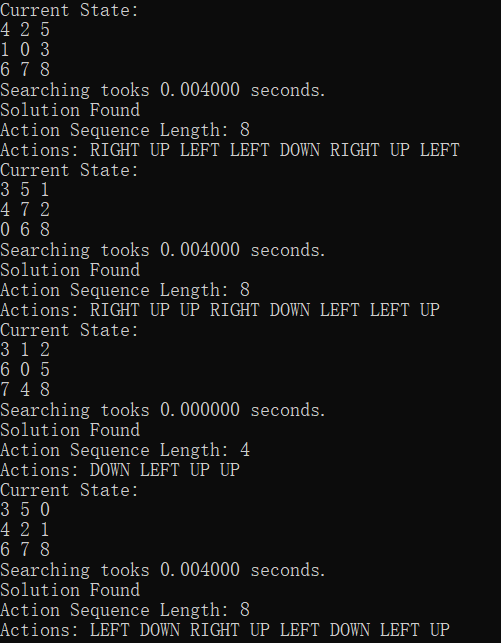 Current State:
4 2 5
1 0 3
6 7 8
Searching tooks 0.004000 seconds.
Solution Found
Action Sequence Length: 8
Actions: RIGHT UP LEFT LEFT DOWN RIGHT UP LEFT
Current State:
3 5 1
4 7 2
0 6 8
Searching tooks 0.004000 seconds.
Solution Found
Action Sequence Length: 8
Actions: RIGHT UP UP RIGHT DOWN LEFT LEFT UP
Current State:
3 1 2
6 0 5
7 4 8
Searching tooks 0.000000 seconds.
Solution Found
Action Sequence Length: 4
Actions: DOWN LEFT UP UP
Current State:
3 5 0
4 2 1
6 7 8
Searching tooks 0.004000 seconds.
Solution Found
Action Sequence Length: 8
Actions: LEFT DOWN RIGHT UP LEFT DOWN LEFT UP